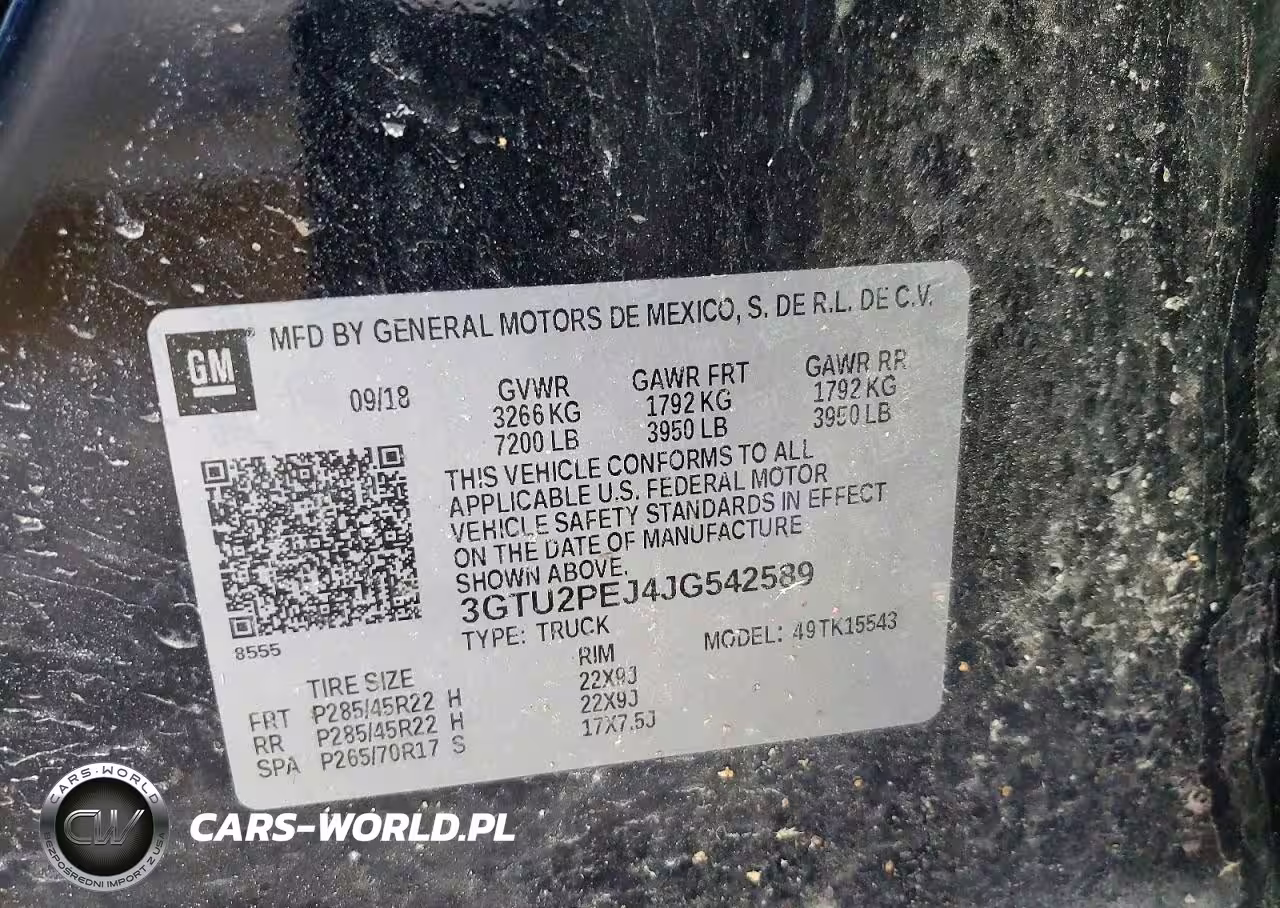 GM
MFD BY GENERAL MOTORS DE MEXICO, S. DE R.L. DE C.V.
09/18
GVWR GAWR FRT GAWR RR
3266 KG 1792 KG 1792 KG
7200 LB 3950 LB 3950 LB
THIS VEHICLE CONFORMS TO ALL
APPLICABLE U.S. FEDERAL MOTOR
VEHICLE SAFETY STANDARDS IN EFFECT
ON THE DATE OF MANUFACTURE
SHOWN ABOVE.
3GTU2PEJ4JG542589
TYPE: TRUCK MODEL: 49TK15543
8555
TIRE SIZE RIM
FRT P285/45R22 H 22X9J
RR P285/45R22 H 22X9J
SPA P265/70R17 S 17X7.5J
CARS-WORLD
CW
BEZPOŚREDNI IMPORT Z USA
CARS-WORLD.PL